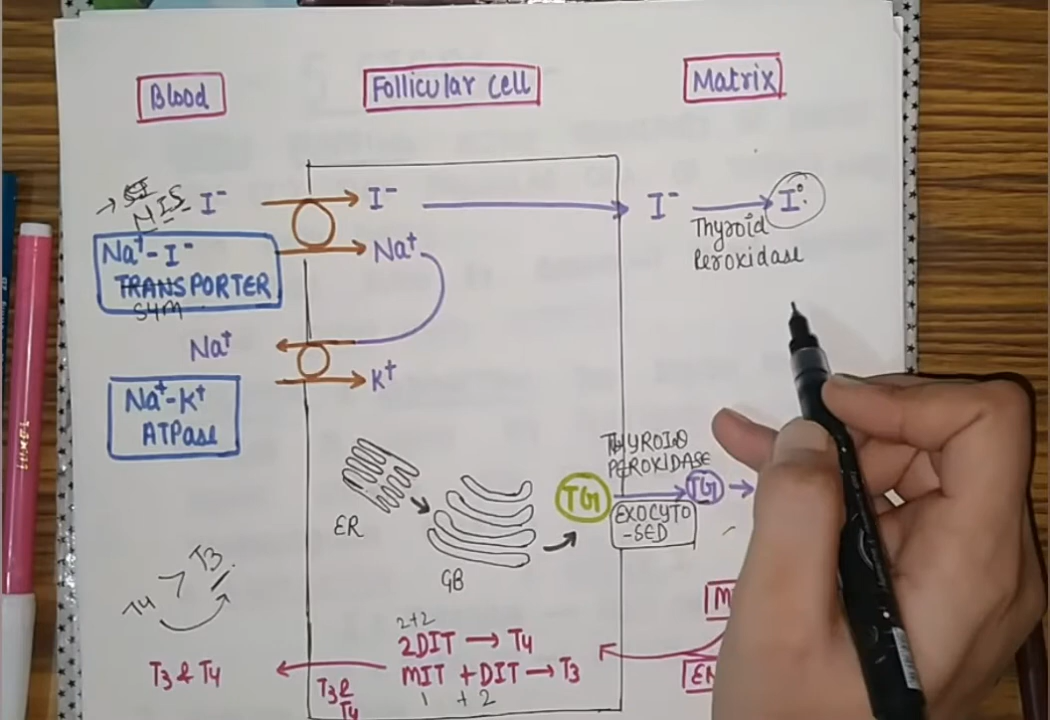 Blood
Follicular cell
Matrix
→ NIS
I⁻
I⁻
I⁻
I°
Thyroid
Peroxidase
Na⁺-I⁻
TRANSPORTER
SYM
Na⁺
Na⁺
K⁺
Na⁺-K⁺
ATPase
THYROID
PEROXIDASE
TG
TG
EXOCYTO
-SED
ER
GB
T4 > T3
2+2
2DIT → T4
MIT + DIT → T3
1 + 2
T3 &
T4
T3 & T4